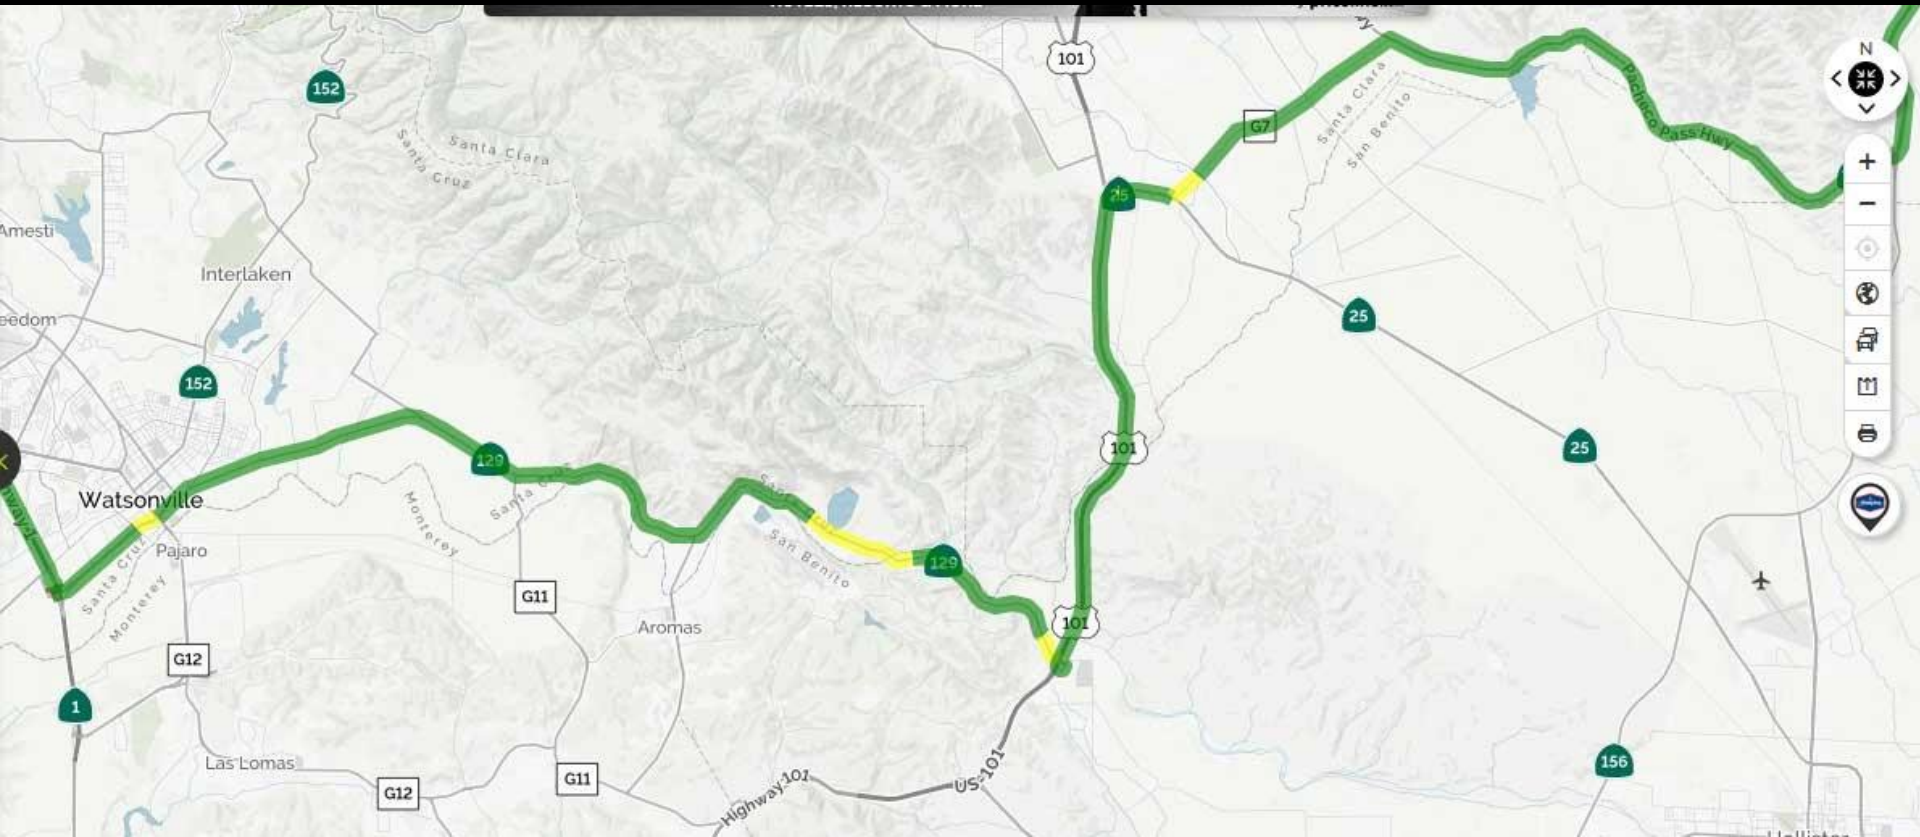 101
N
152
Santa Clara
Santa Cruz
G7
Santa Clara
San Benito
Pacheco Pass Hwy
25
Amesti
Interlaken
eedom
25
152
129
101
25
Watsonville
Santa Cruz
Monterey
San Benito
Pajaro
Santa Cruz
Monterey
129
G11
Aromas
101
G12
1
Las Lomas
G12
G11
Highway 101
US-101
156